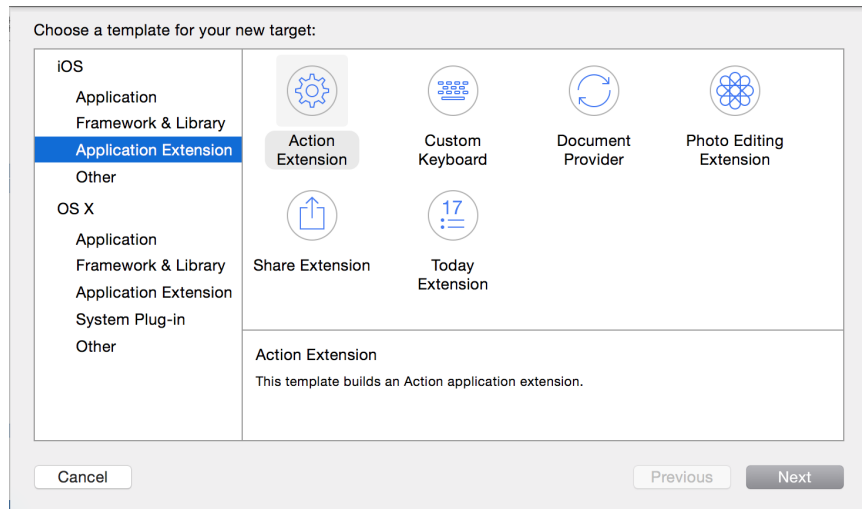 Choose a template for your new target:
iOS
Application
Framework & Library
Application Extension
Other
OS X
Application
Framework & Library
Application Extension
System Plug-in
Other
Action
Extension
Custom
Keyboard
Document
Provider
Photo Editing
Extension
Share Extension
17
Today
Extension
Action Extension
This template builds an Action application extension.
Cancel
Previous
Next